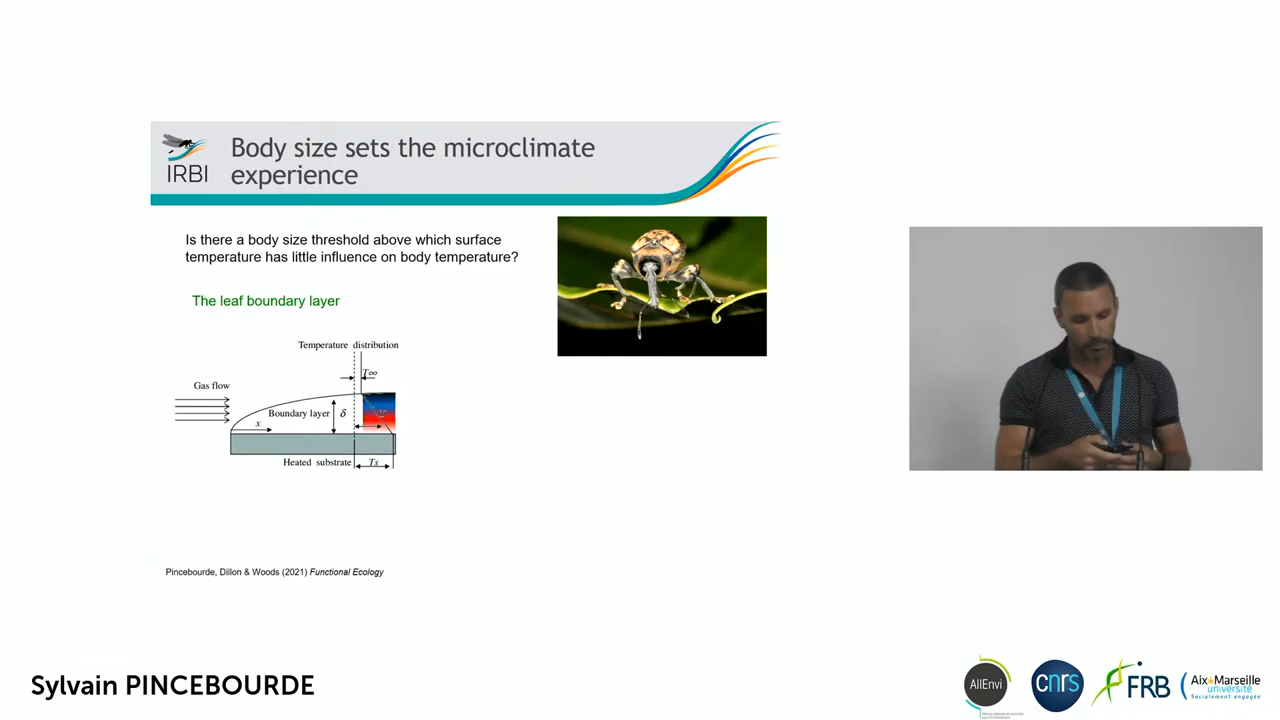 IRBI
Body size sets the microclimate
experience
Is there a body size threshold above which surface
temperature has little influence on body temperature?
The leaf boundary layer
Temperature distribution
T∞
Gas flow
Boundary layer
δ
x
Heated substrate
Ts
Pincebourde, Dillon & Woods (2021) Functional Ecology
Sylvain PINCEBOURDE
AllEnvi
cnrs
FRB
Aix Marseille
université
Socialement engagée